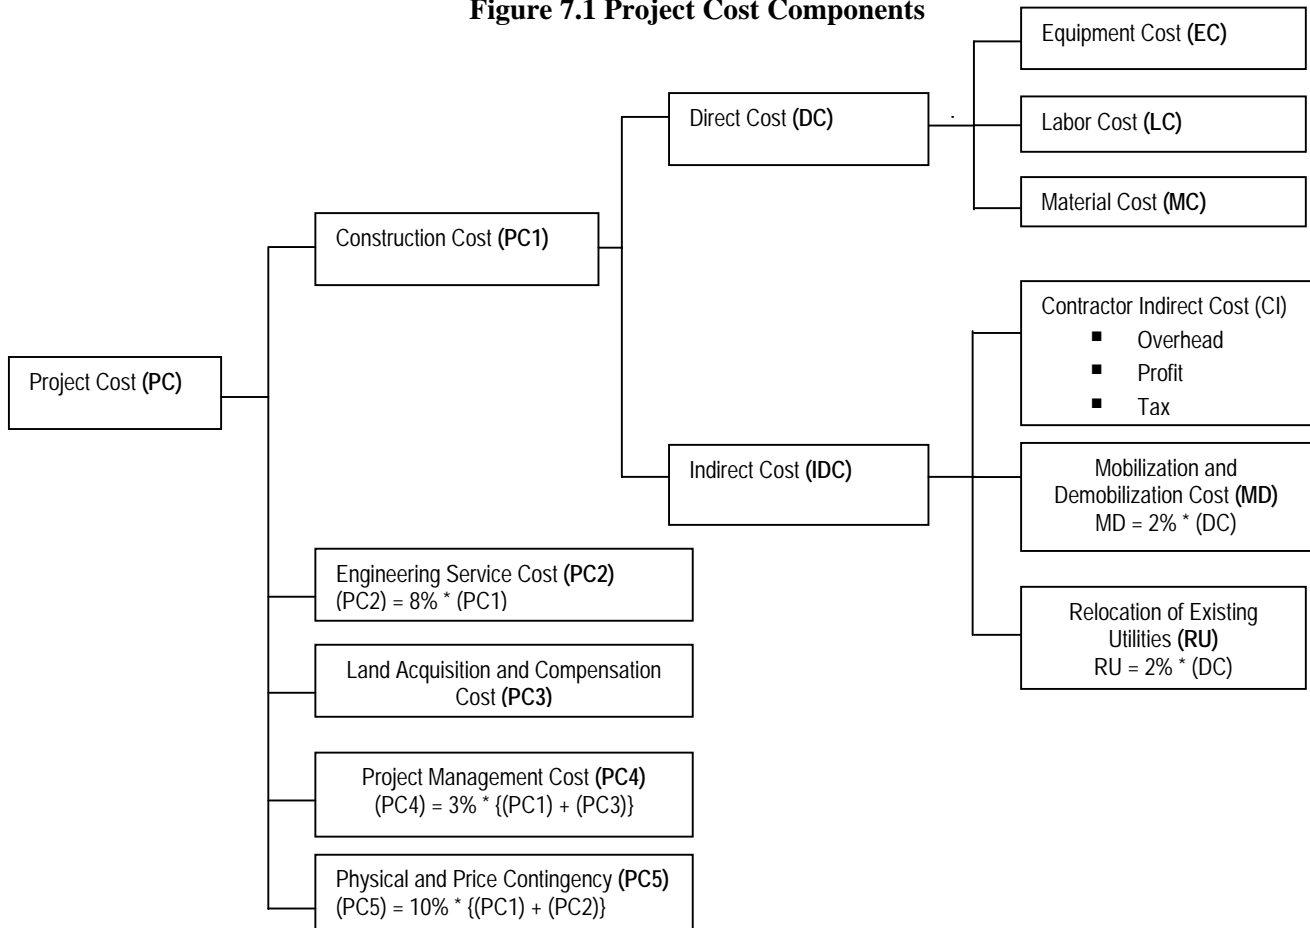 Figure 7.1 Project Cost Components
Equipment Cost (EC)
Direct Cost (DC)
Labor Cost (LC)
Material Cost (MC)
Construction Cost (PC1)
Contractor Indirect Cost (CI)
■ Overhead
■ Profit
■ Tax
Project Cost (PC)
Indirect Cost (IDC)
Mobilization and
Demobilization Cost (MD)
MD = 2% * (DC)
Relocation of Existing
Utilities (RU)
RU = 2% * (DC)
Engineering Service Cost (PC2)
(PC2) = 8% * (PC1)
Land Acquisition and Compensation
Cost (PC3)
Project Management Cost (PC4)
(PC4) = 3% * {(PC1) + (PC3)}
Physical and Price Contingency (PC5)
(PC5) = 10% * {(PC1) + (PC2)}